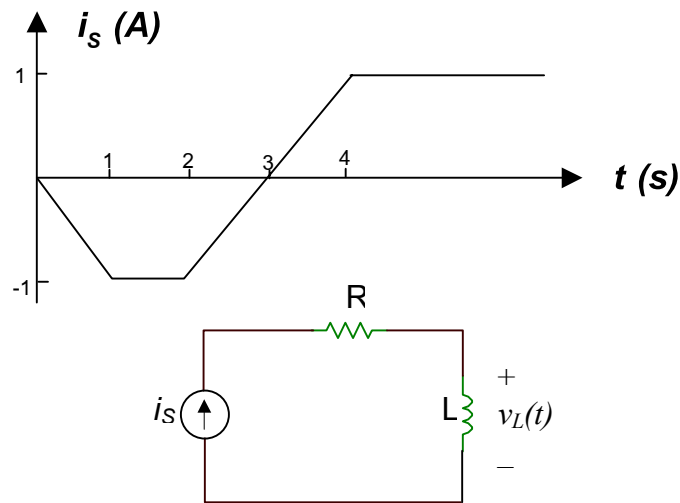 i_S (A)
1
1 2 3 4
t (s)
-1
R
i_S
L
+
v_L(t)
–